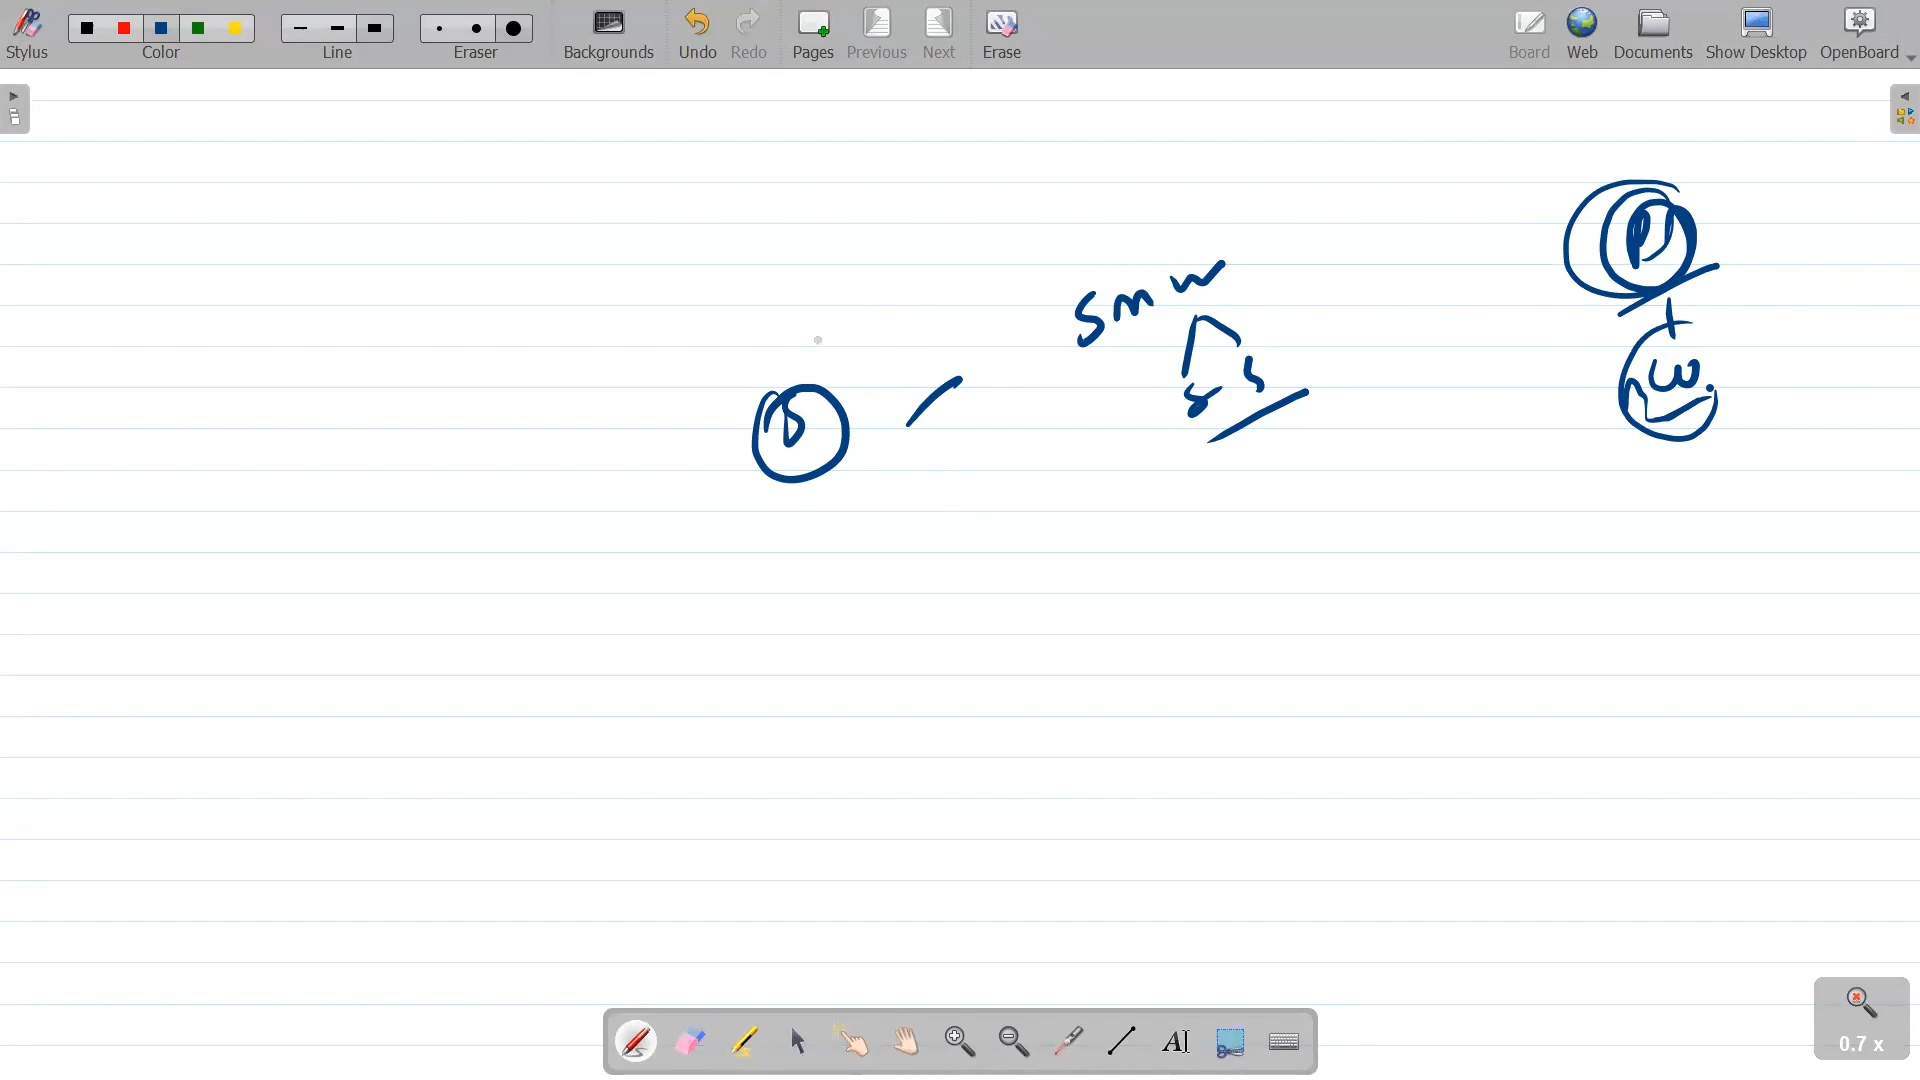 Stylus Color Line Eraser Backgrounds Undo Redo Pages Previous Next Erase Board Web Documents Show Desktop OpenBoard
P
S m w
+
w.
S S
S
0.7 x